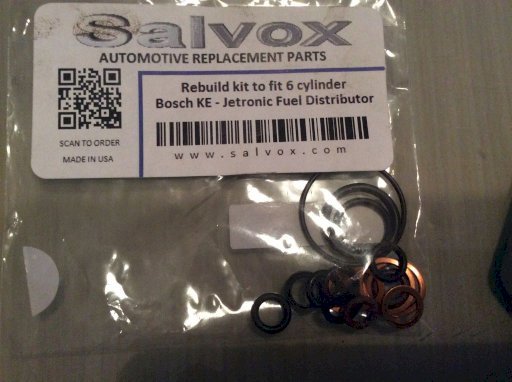 Salvox
AUTOMOTIVE REPLACEMENT PARTS
Rebuild kit to fit 6 cylinder
Bosch KE - Jetronic Fuel Distributor
SCAN TO ORDER
MADE IN USA
www.salvox.com